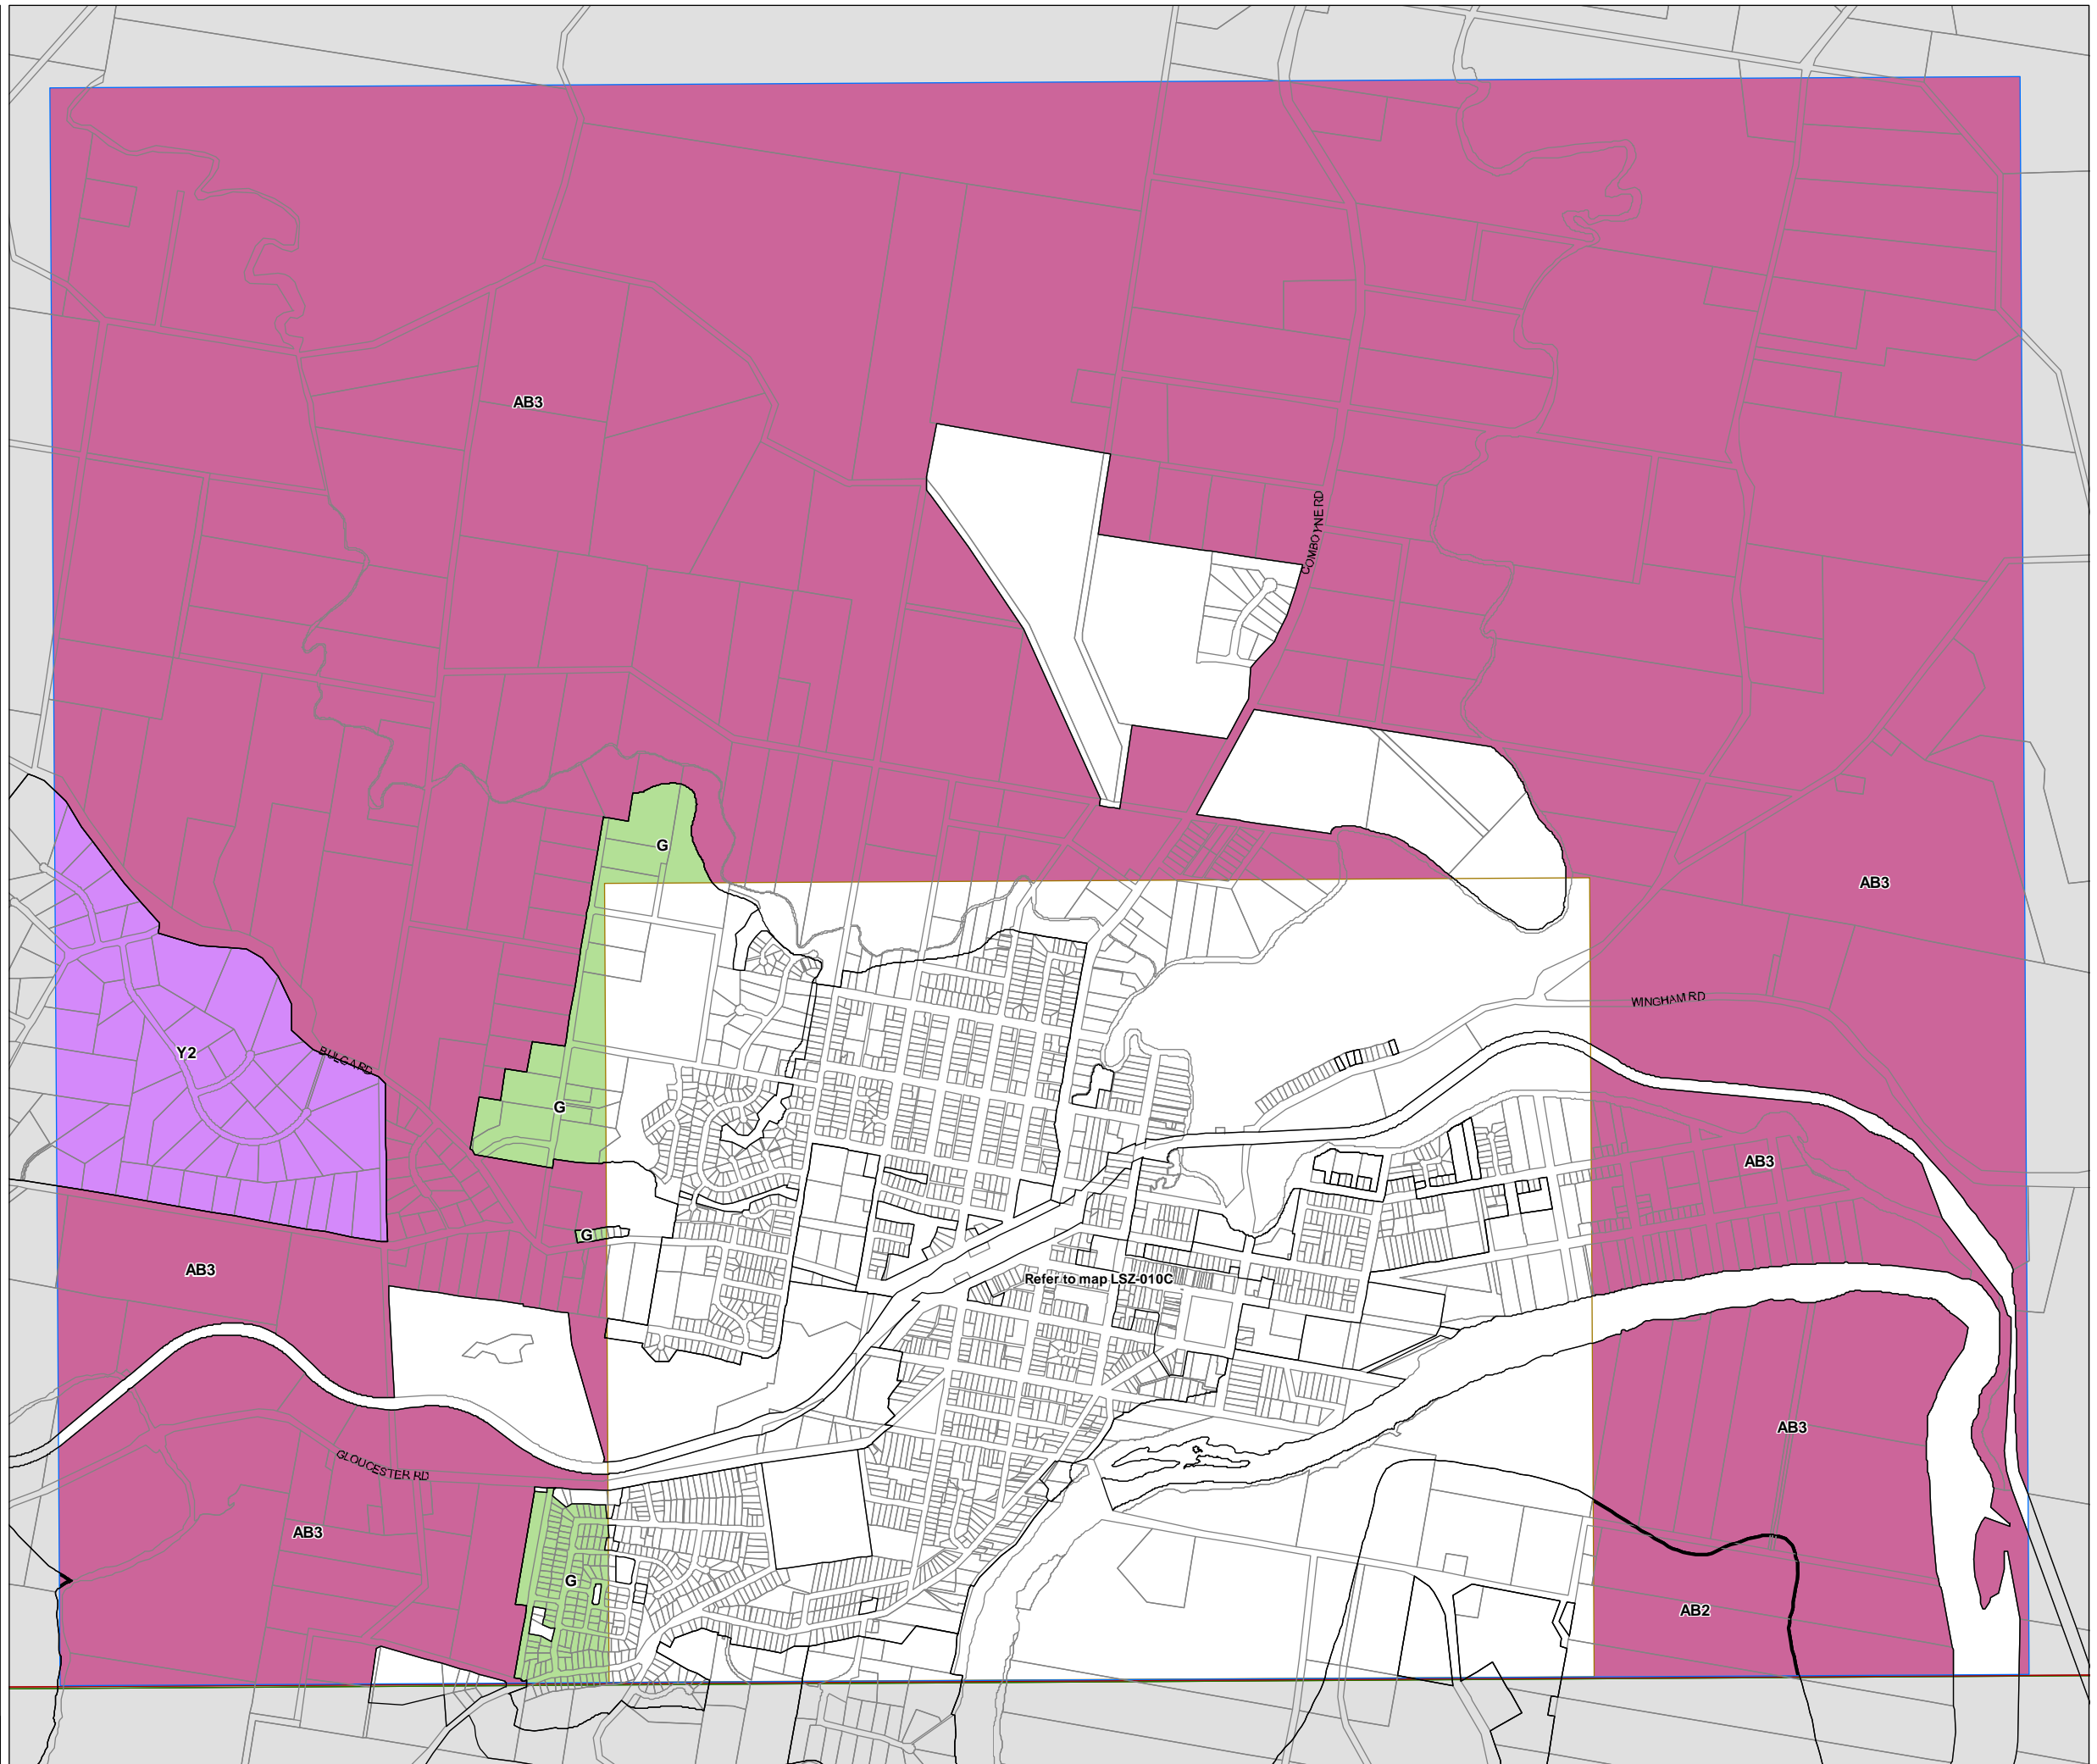 AB3
COMBOYNE RD
G
AB3
WINGHAM RD
Y2
BULGA RD
G
AB3
G
AB3
Refer to map LSZ-010C
AB3
GLOUCESTER RD
AB3
G
AB2